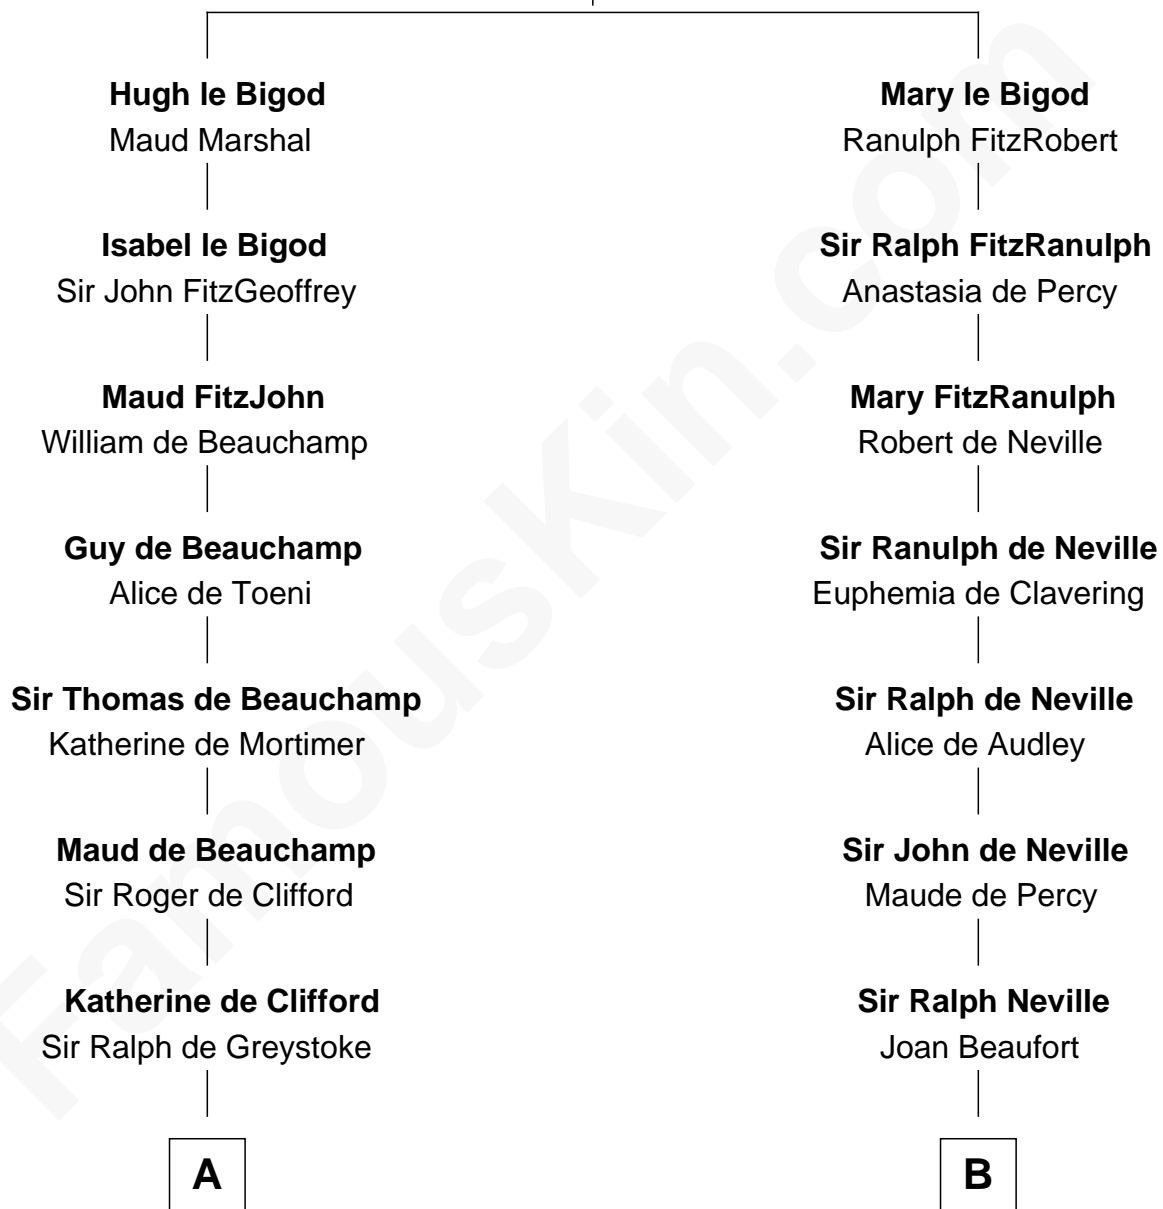 Hugh le Bigod
Maud Marshal
Isabel le Bigod
Sir John FitzGeoffrey
Maud FitzJohn
William de Beauchamp
Guy de Beauchamp
Alice de Toeni
Sir Thomas de Beauchamp
Katherine de Mortimer
Maud de Beauchamp
Sir Roger de Clifford
Katherine de Clifford
Sir Ralph de Greystoke
A
Mary le Bigod
Ranulph FitzRobert
Sir Ralph FitzRanulph
Anastasia de Percy
Mary FitzRanulph
Robert de Neville
Sir Ranulph de Neville
Euphemia de Clavering
Sir Ralph de Neville
Alice de Audley
Sir John de Neville
Maude de Percy
Sir Ralph Neville
Joan Beaufort
B
FamousKin.com